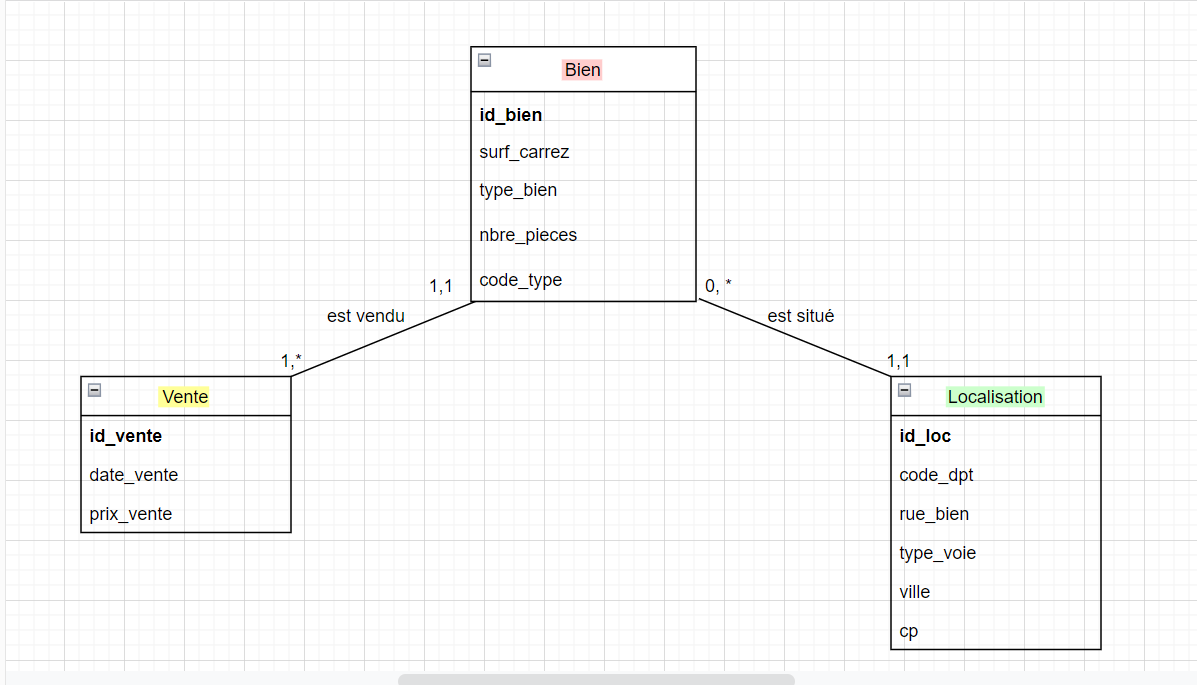 Bien
id_bien
surf_carrez
type_bien
nbre_pieces
code_type
1,1
0, *
est vendu
est situé
1,*
1,1
Vente
id_vente
date_vente
prix_vente
Localisation
id_loc
code_dpt
rue_bien
type_voie
ville
cp